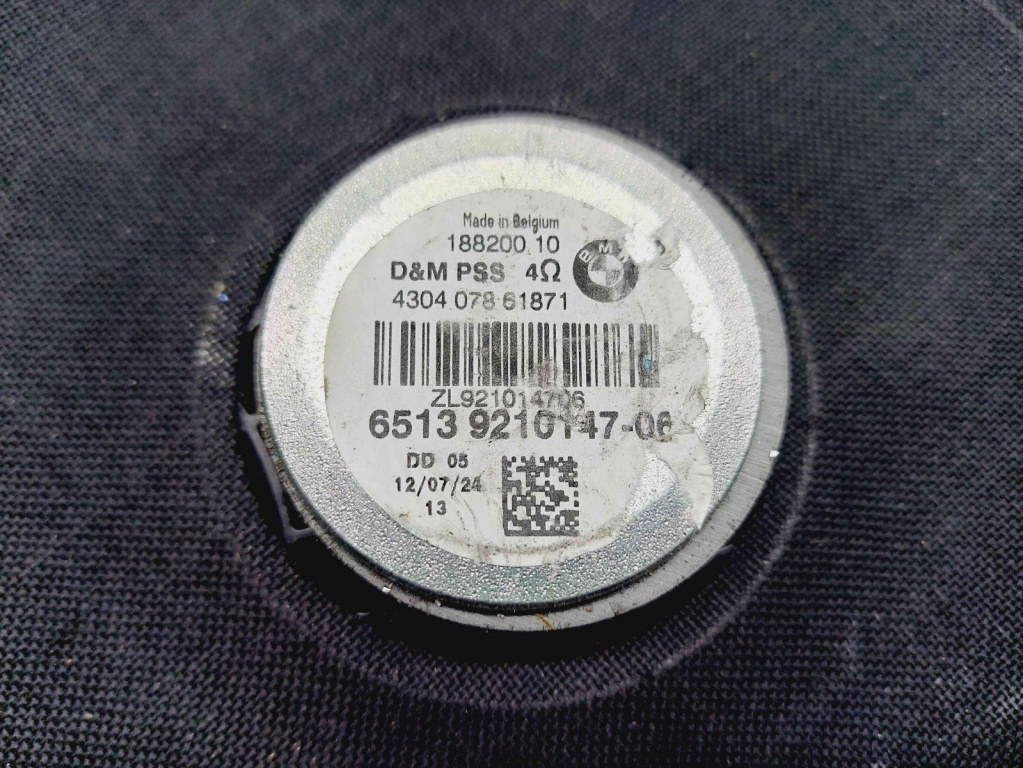 Made in Belgium
188200.10
D&M PSS 4Ω
BMW
4304 078 61871
ZL921014706
6513 9210147-06
DD 05
12/07/24
13